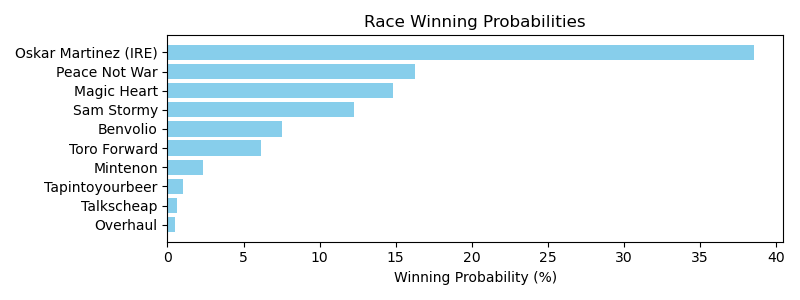 Race Winning Probabilities
Oskar Martinez (IRE)
Peace Not War
Magic Heart
Sam Stormy
Benvolio
Toro Forward
Mintenon
Tapintoyourbeer
Talkscheap
Overhaul
0 5 10 15 20 25 30 35 40
Winning Probability (%)